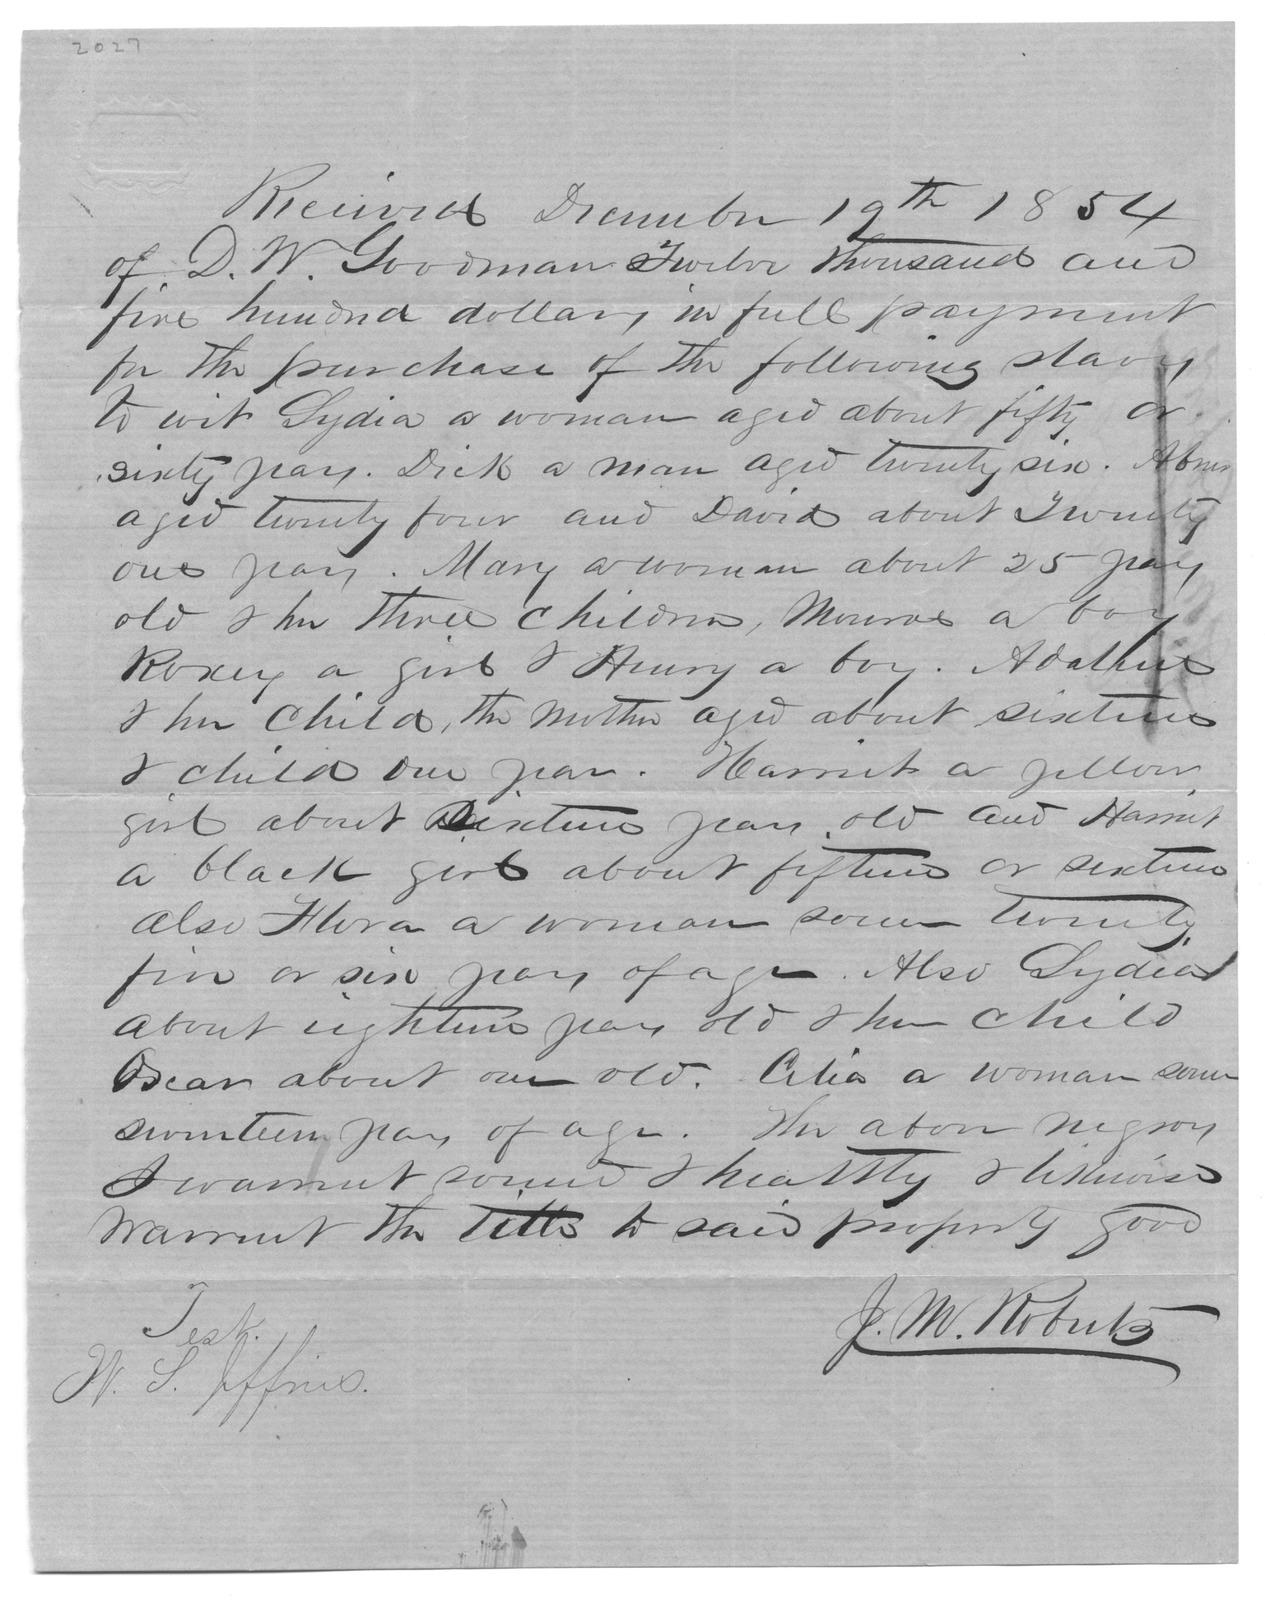 2027
Received December 19th 1854
of D. W. Goodman Twelve thousand and
five hundred dollars, in full payment
for the purchase of the following slaves,
to wit Lydia a woman aged about fifty or
sixty years. Dick a man aged twenty six. Abner
aged twenty four and David about Twenty
one years. Mary a woman about 25 years
old & her three children, Monroe a boy
Roxey a girl & Henry a boy. Adaline
& her child, the mother aged about sixteen
& child one year. Harriet a yellow
girl about Sixteen years old and Harriet
a black girl about fifteen or sixteen
also Flora a woman some twenty
five or six years of age. Also Lydia
about eighteen years old & her child
Oscar about one old. Celia a woman some
seventeen years of age. The above negroes
I warrent sound & healthy & likewise
warrent the title to said property good
J. W. Roberts
Test.
W. S. Jeffries.